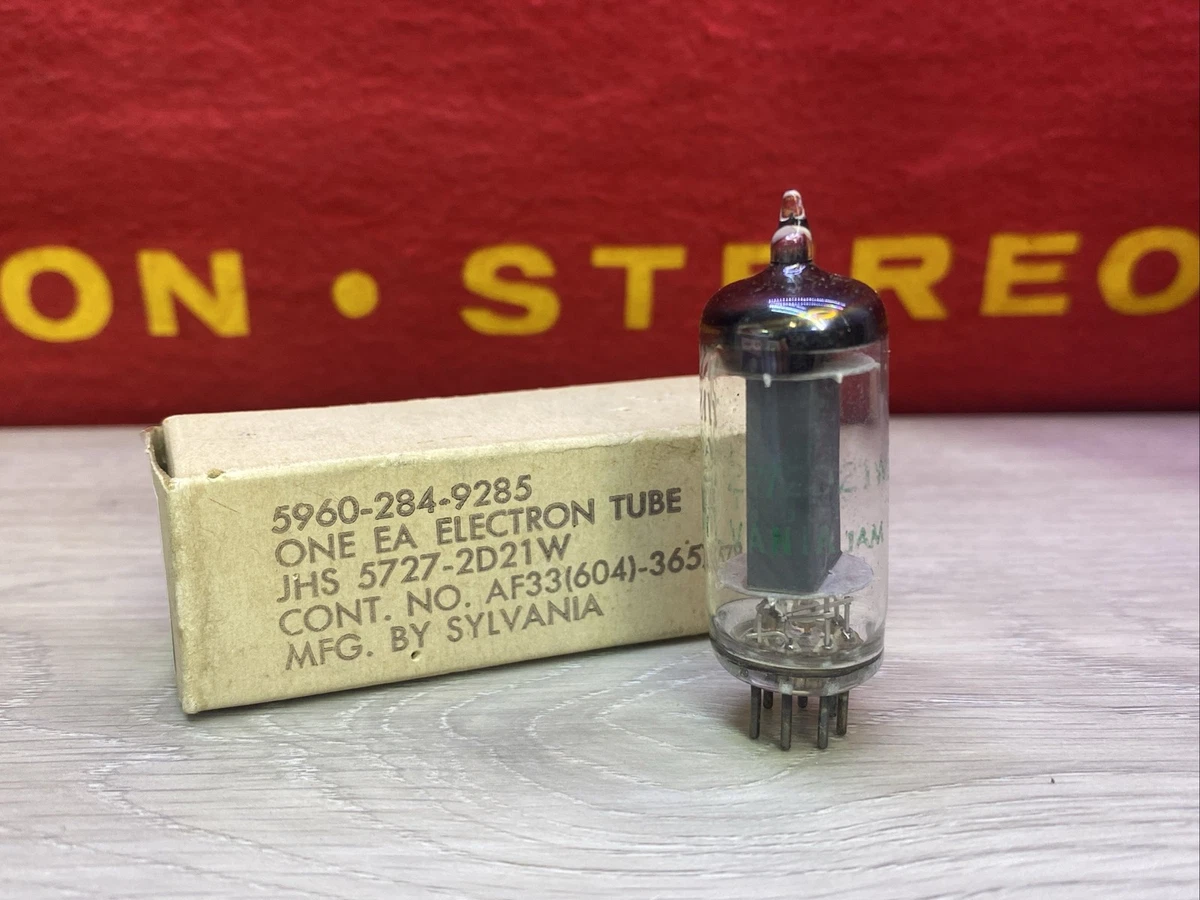 ON • STEREO
5960-284-9285
ONE EA ELECTRON TUBE
JHS 5727-2D21W
CONT. NO. AF33(604)-365
MFG. BY SYLVANIA